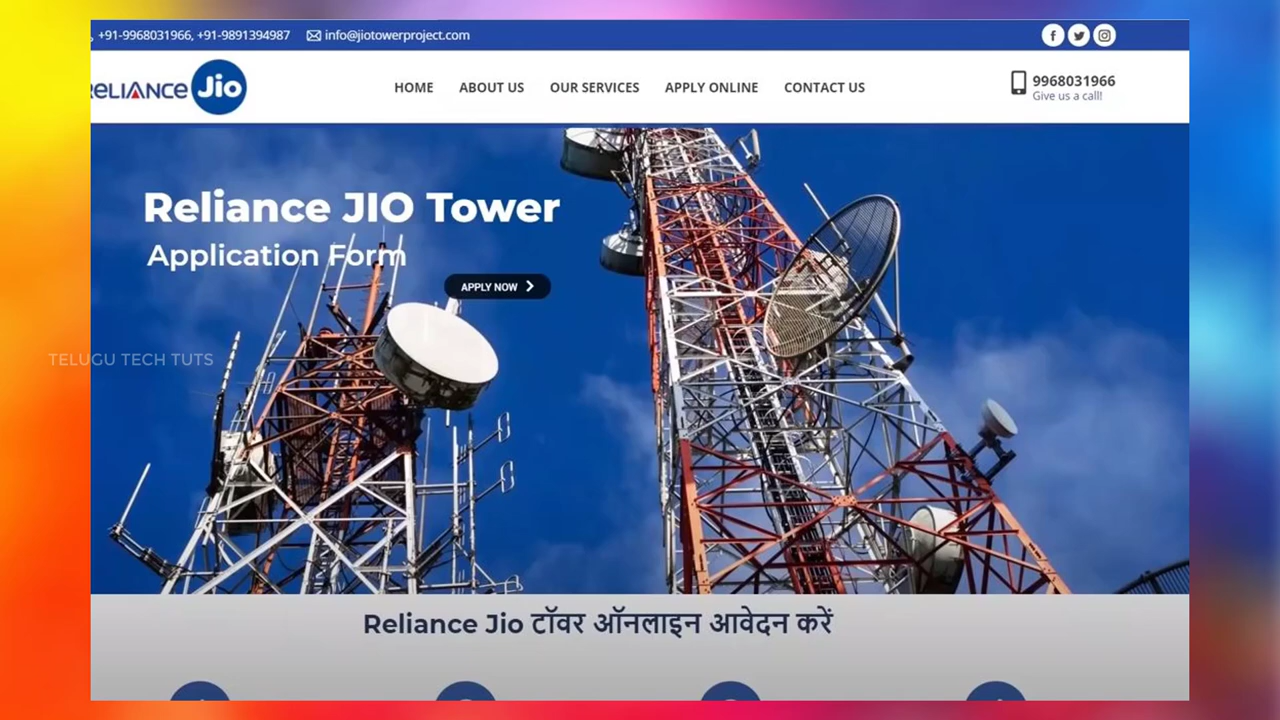 +91-9968031966, +91-9891394987 info@jiotowerproject.com
RELIANCE Jio
HOME ABOUT US OUR SERVICES APPLY ONLINE CONTACT US
9968031966
Give us a call!
Reliance JIO Tower
Application Form
APPLY NOW
TELUGU TECH TUTS
Reliance Jio टॉवर ऑनलाइन आवेदन करें